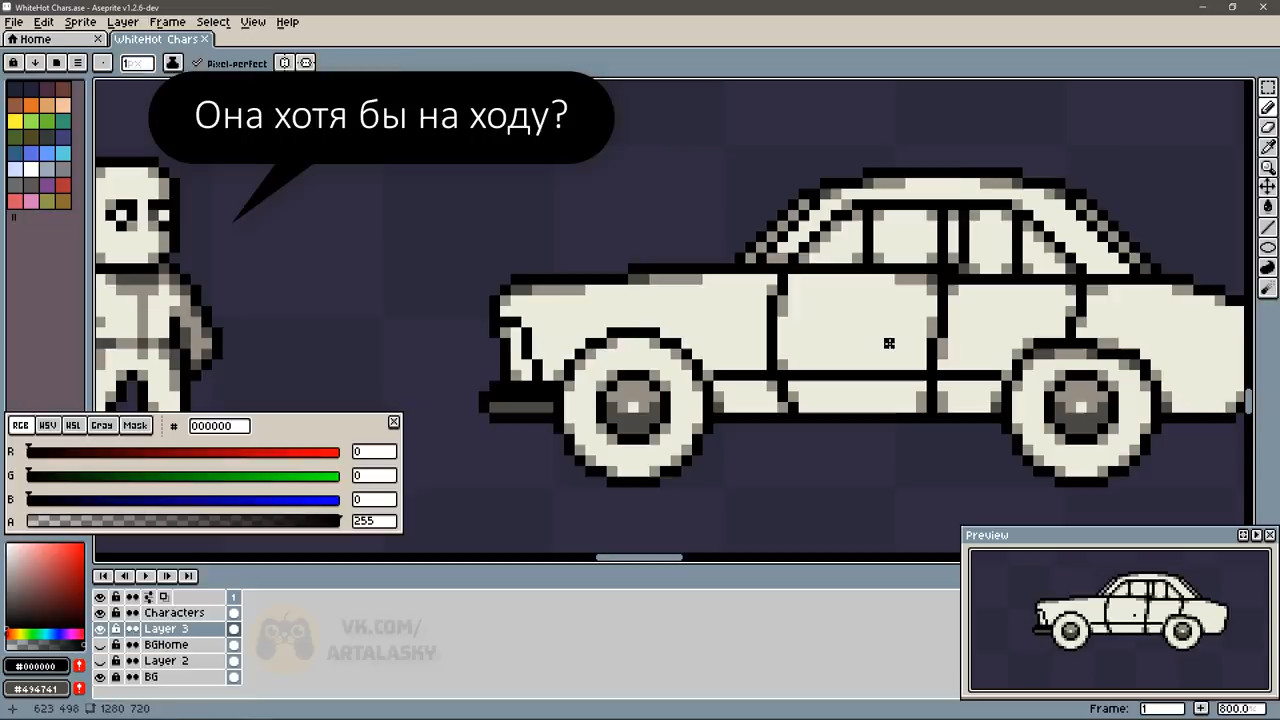 WhiteHot Chars.ase - Aseprite v1.2.6-dev
File Edit Sprite Layer Frame Select View Help
Home WhiteHot Chars
1px Pixel-perfect
Она хотя бы на ходу?
RGB HSV HSL Gray Mask # 000000
R 0
G 0
B 0
A 255
Preview
1
Characters
Layer 3
BGHome
Layer 2
BG
VK.COM/
ARTALASKY
#000000
#494741
623 498 1280 720
Frame: 1 800.0%